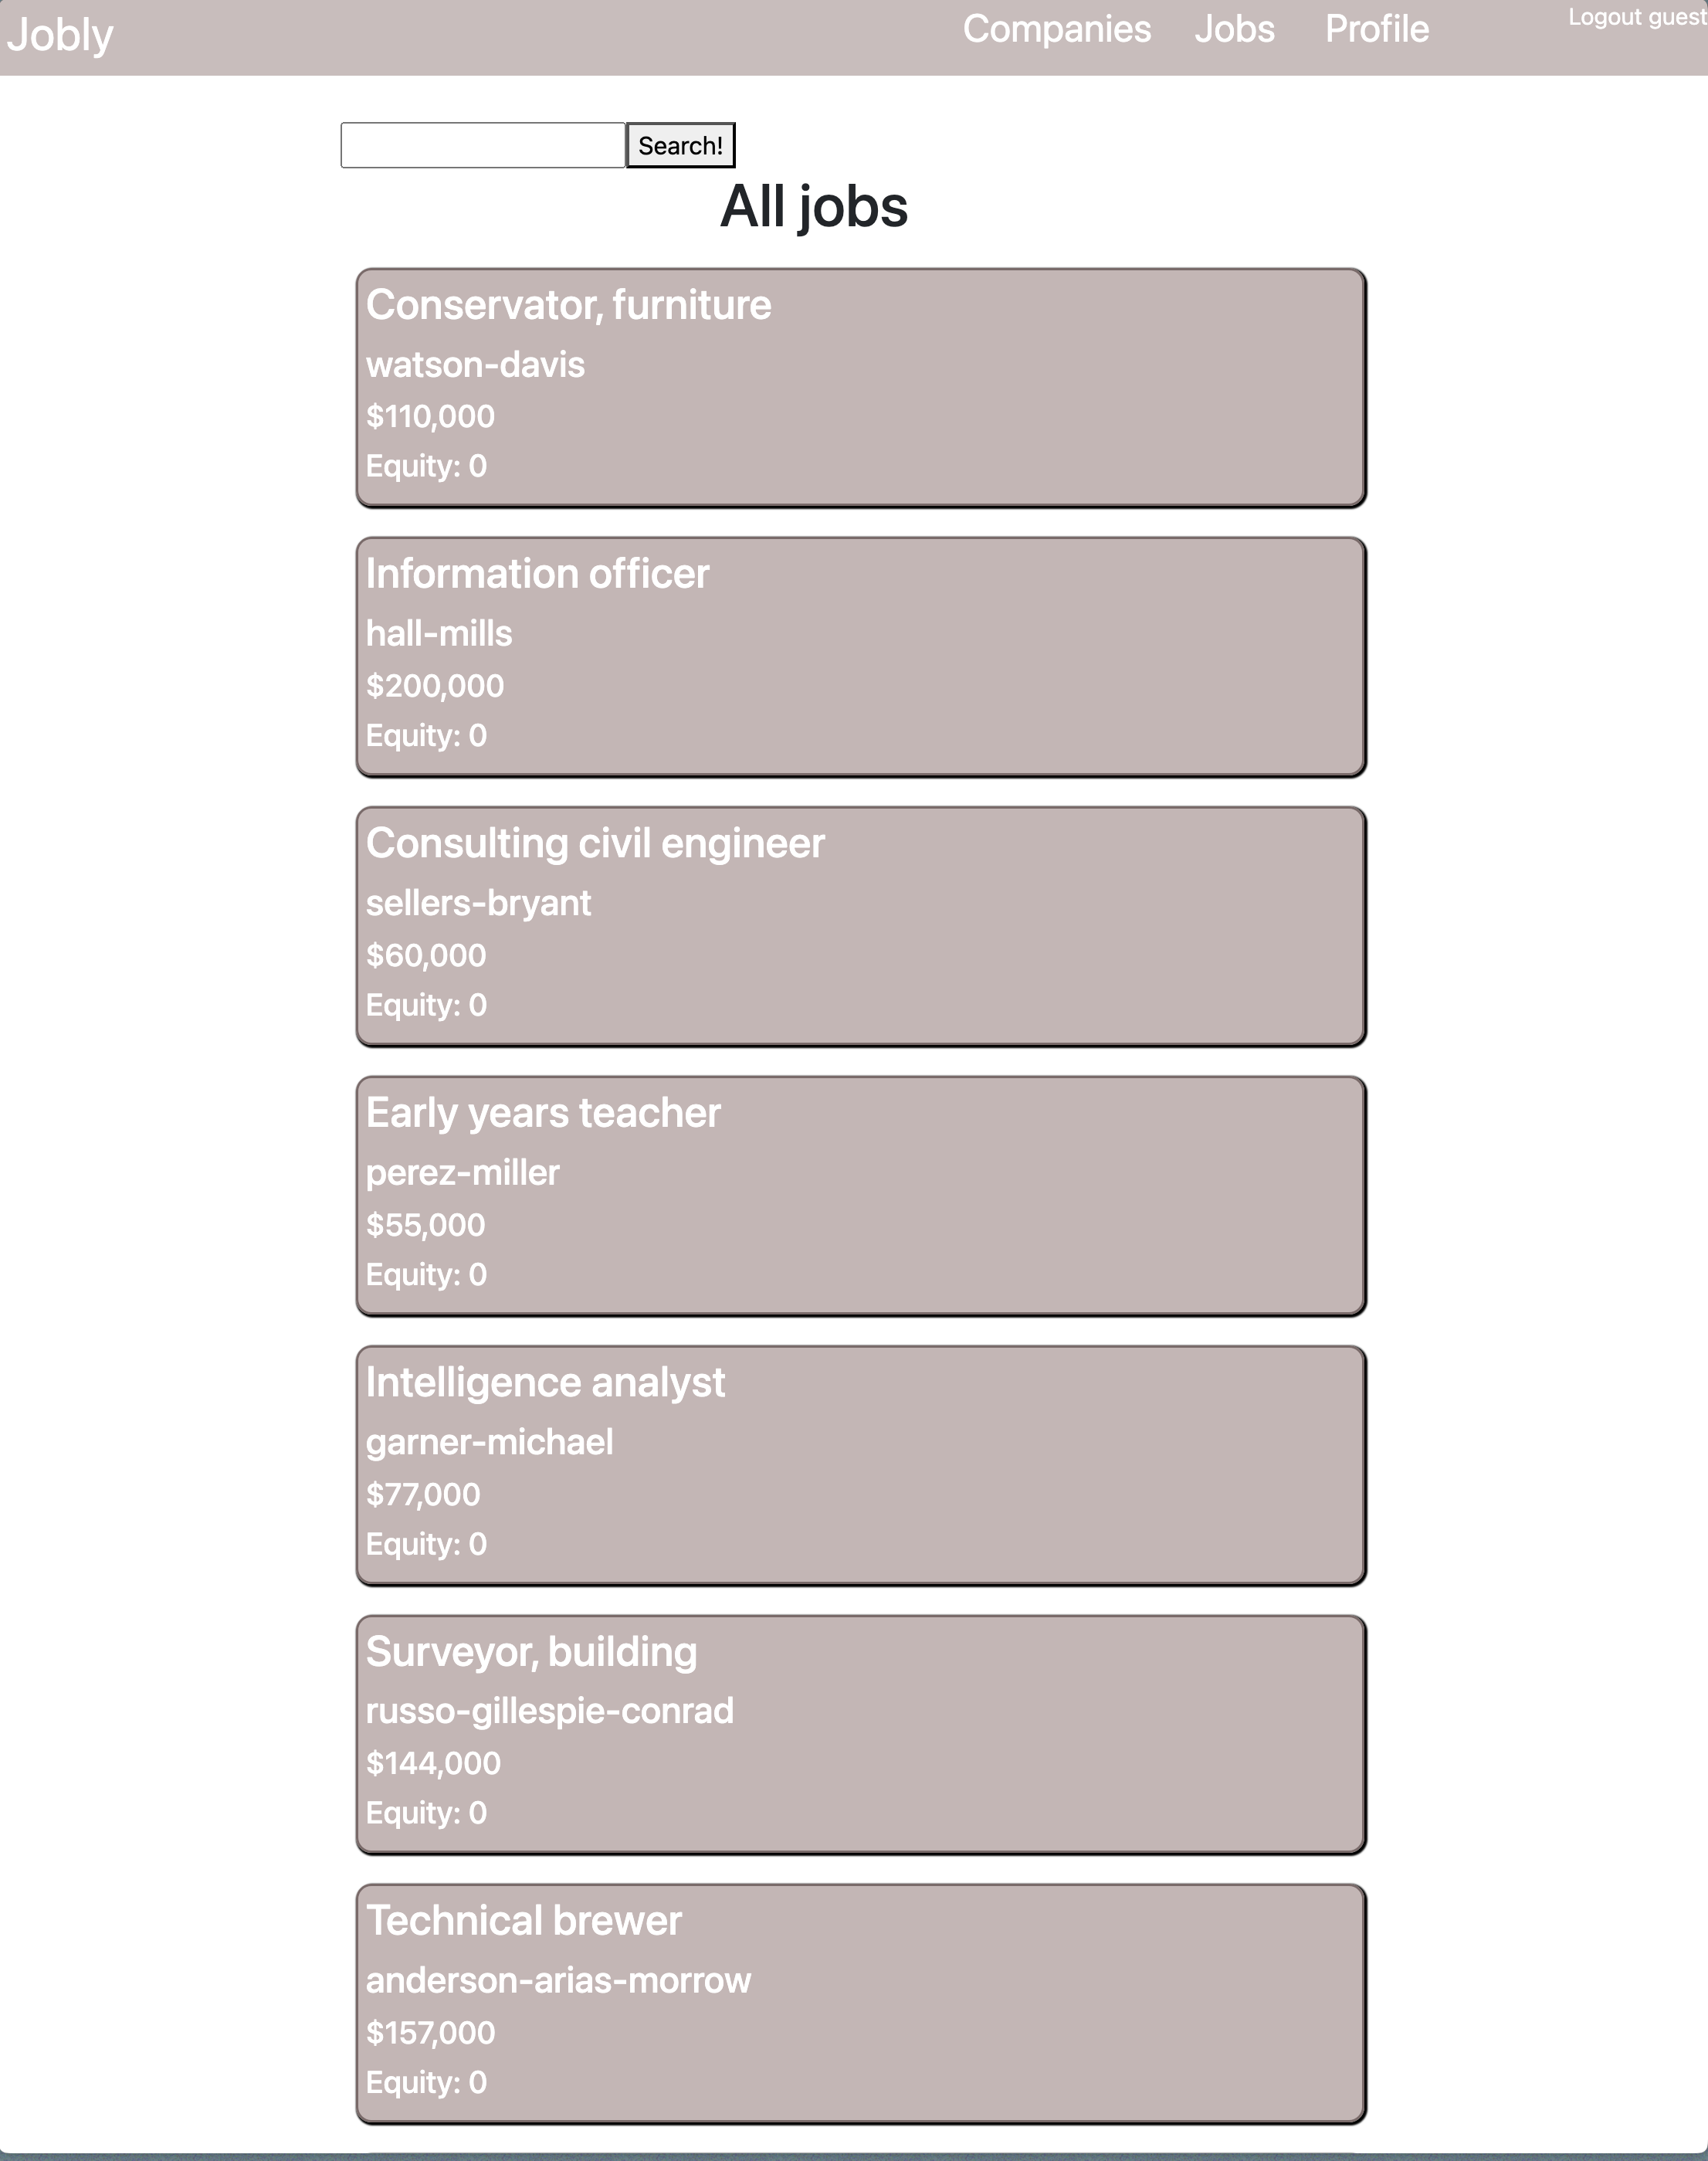 Jobly
Companies Jobs Profile Logout guest
Search!
All jobs
Conservator, furniture
watson-davis
$110,000
Equity: 0
Information officer
hall-mills
$200,000
Equity: 0
Consulting civil engineer
sellers-bryant
$60,000
Equity: 0
Early years teacher
perez-miller
$55,000
Equity: 0
Intelligence analyst
garner-michael
$77,000
Equity: 0
Surveyor, building
russo-gillespie-conrad
$144,000
Equity: 0
Technical brewer
anderson-arias-morrow
$157,000
Equity: 0